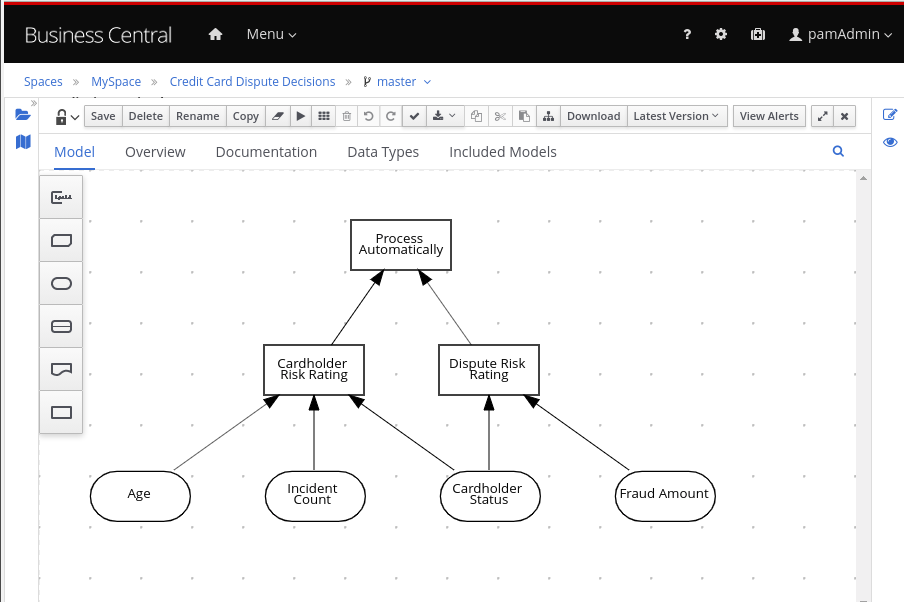 Business Central
Menu
?
pamAdmin
Spaces » MySpace » Credit Card Dispute Decisions » master
»
Save Delete Rename Copy Download Latest Version View Alerts
Model Overview Documentation Data Types Included Models
Process
Automatically
Cardholder
Risk Rating
Dispute Risk
Rating
Age
Incident
Count
Cardholder
Status
Fraud Amount